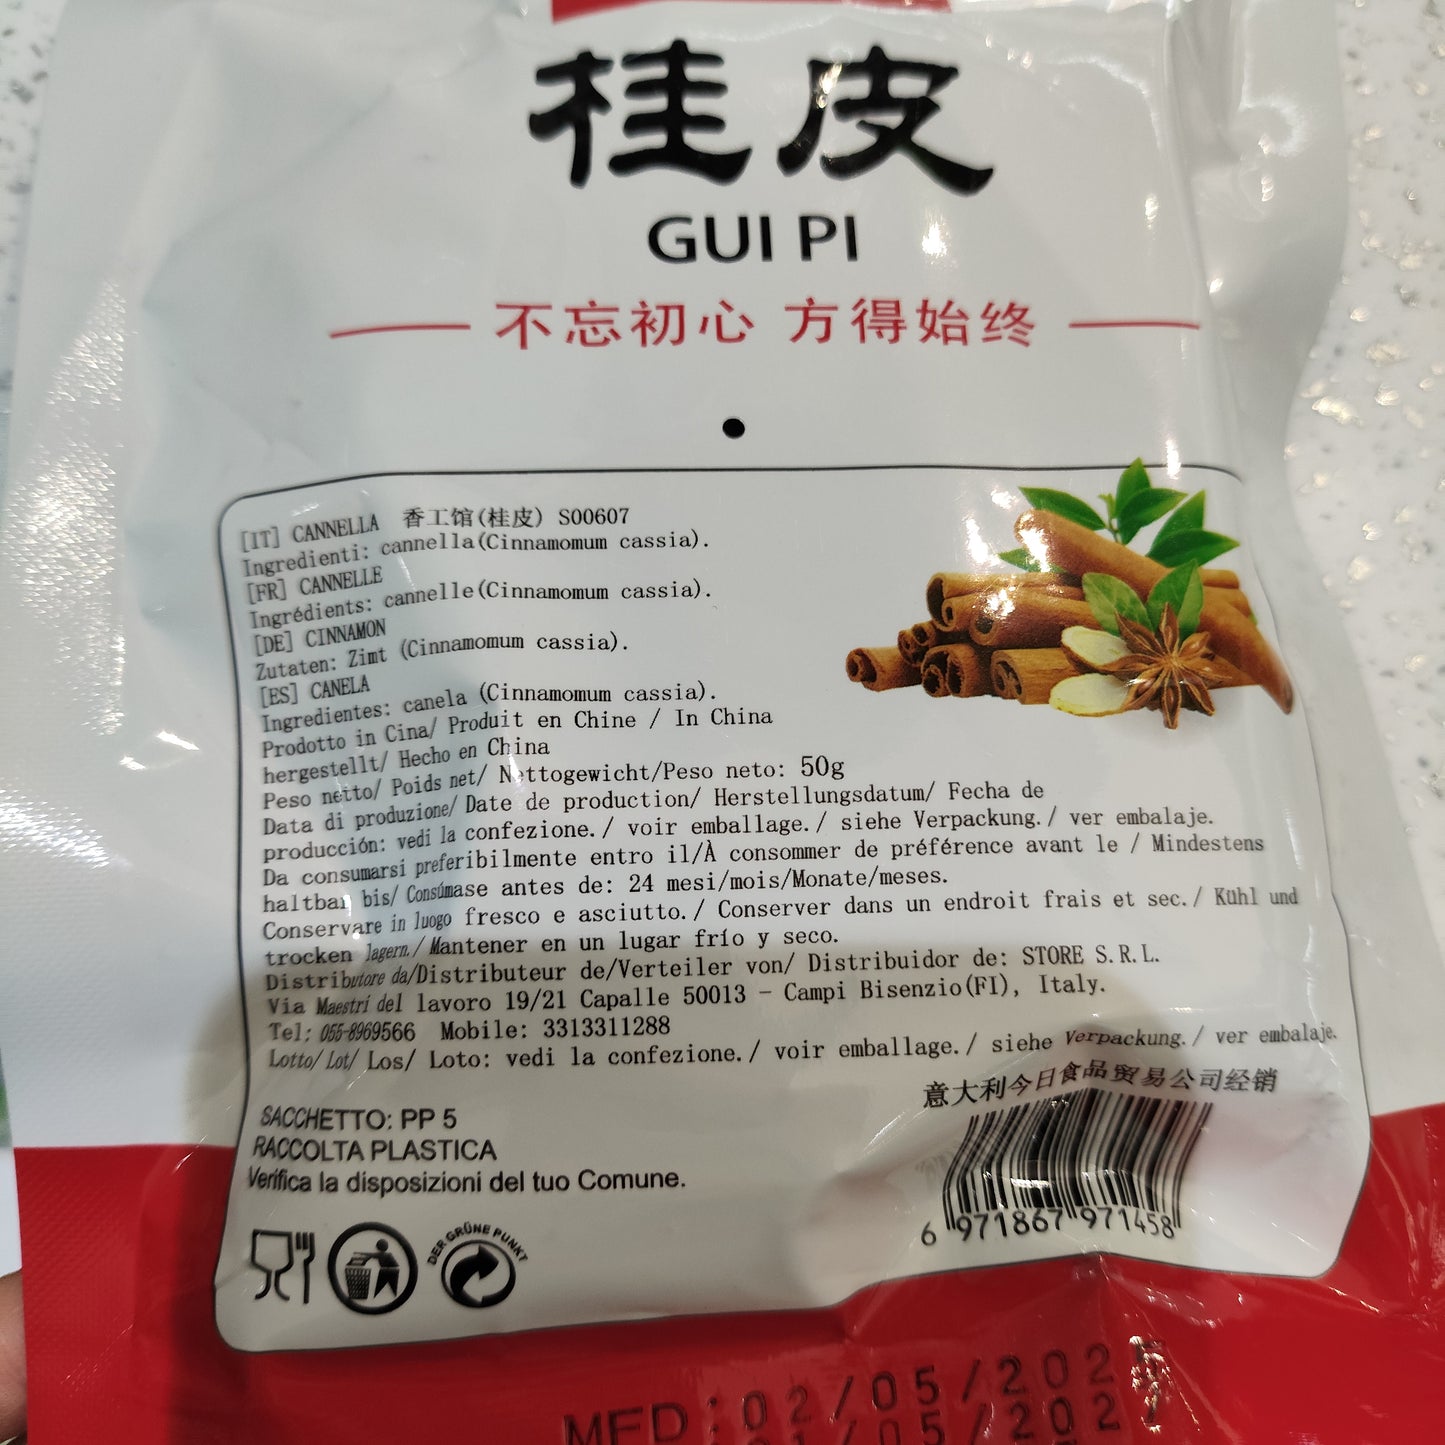 桂皮
GUI PI
不忘初心 方得始终
[IT] CANNELLA 香工馆(桂皮) S00607
Ingredienti: cannella(Cinnamomum cassia).
[FR] CANNELLE
Ingrédients: cannelle(Cinnamomum cassia).
[DE] CINNAMON
Zutaten: Zimt (Cinnamomum cassia).
[ES] CANELA
Ingredientes: canela (Cinnamomum cassia).
Prodotto in Cina/ Produit en Chine / In China
hergestellt/ Hecho en China
Peso netto/ Poids net/ Nettogewicht/Peso neto: 50g
Data di produzione/ Date de production/ Herstellungsdatum/ Fecha de
producción: vedi la confezione./ voir emballage./ siehe Verpackung./ ver embalaje.
Da consumarsi preferibilmente entro il/À consommer de préférence avant le / Mindestens
haltbar bis/ Consúmase antes de: 24 mesi/mois/Monate/meses.
Conservare in luogo fresco e asciutto./ Conserver dans un endroit frais et sec./ Kühl und
trocken lagern./ Mantener en un lugar frío y seco.
Distributore da/Distributeur de/Verteiler von/ Distribuidor de: STORE S.R.L.
Via Maestri del lavoro 19/21 Capalle 50013 - Campi Bisenzio(FI), Italy.
Tel: 055-8969566 Mobile: 3313311288
Lotto/ Lot/ Los/ Loto: vedi la confezione./ voir emballage./ siehe Verpackung./ ver embalaje.
意大利今日食品贸易公司经销
SACCHETTO: PP 5
RACCOLTA PLASTICA
Verifica la disposizioni del tuo Comune.
6 971867 971458
DER GRÜNE PUNKT
MFD: